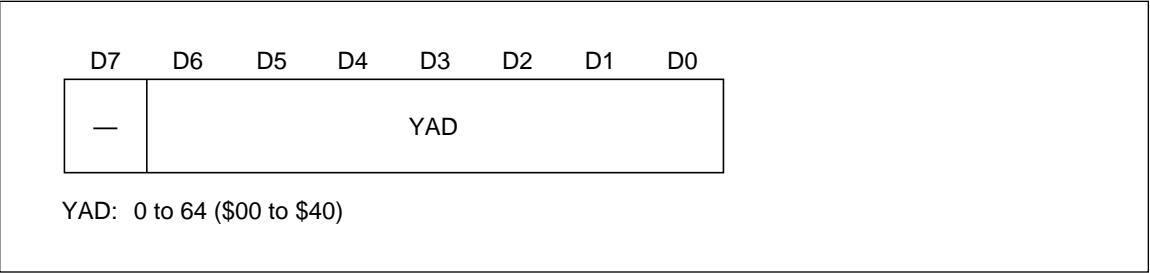 D7 D6 D5 D4 D3 D2 D1 D0
— YAD
YAD: 0 to 64 ($00 to $40)